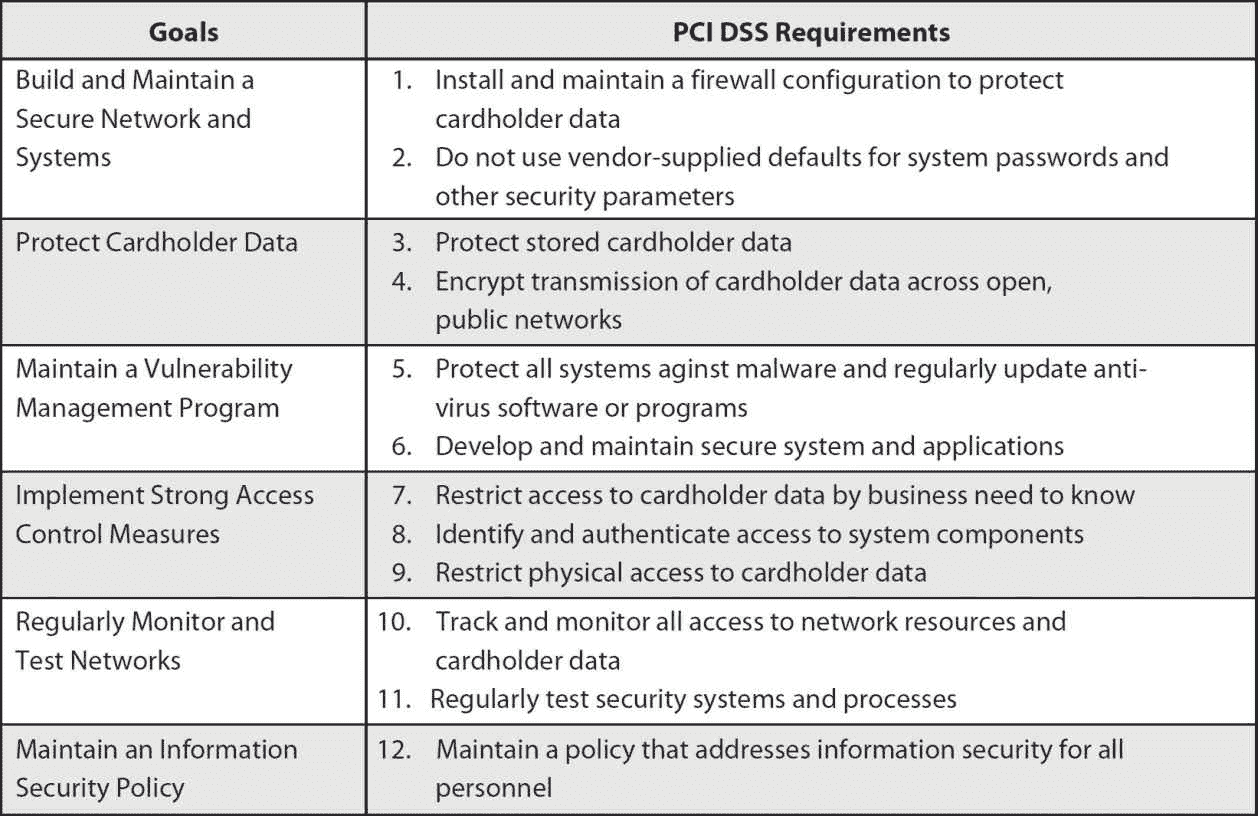 Goals
PCI DSS Requirements
Build and Maintain a
Secure Network and
Systems
1. Install and maintain a firewall configuration to protect
cardholder data
2. Do not use vendor-supplied defaults for system passwords and
other security parameters
Protect Cardholder Data
3. Protect stored cardholder data
4. Encrypt transmission of cardholder data across open,
public networks
Maintain a Vulnerability
Management Program
5. Protect all systems aginst malware and regularly update anti-
virus software or programs
6. Develop and maintain secure system and applications
Implement Strong Access
Control Measures
7. Restrict access to cardholder data by business need to know
8. Identify and authenticate access to system components
9. Restrict physical access to cardholder data
Regularly Monitor and
Test Networks
10. Track and monitor all access to network resources and
cardholder data
11. Regularly test security systems and processes
Maintain an Information
Security Policy
12. Maintain a policy that addresses information security for all
personnel